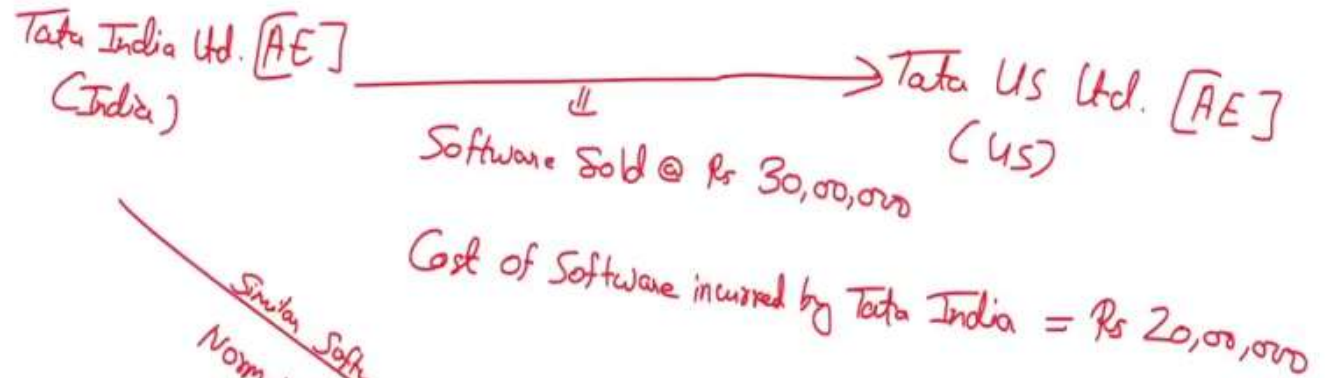 Tata India Ltd. [AE]
(India)
Tata US Ltd. [AE]
(US)
Software Sold @ Rs 30,00,000
Cost of Software incurred by Tata India = Rs 20,00,000
Similar